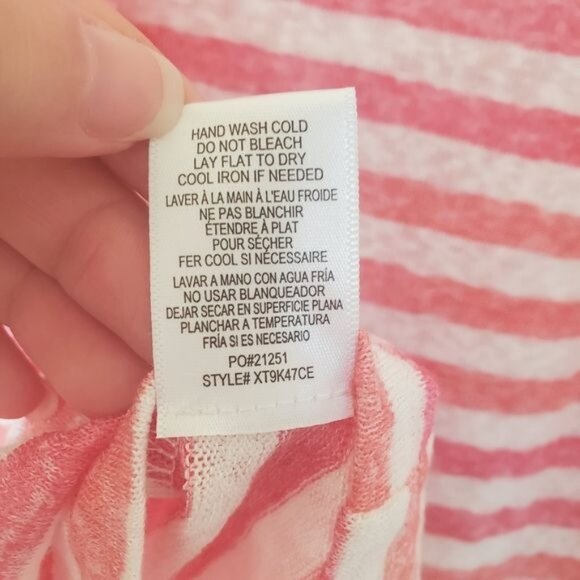 HAND WASH COLD
DO NOT BLEACH
LAY FLAT TO DRY
COOL IRON IF NEEDED
LAVER À LA MAIN À L'EAU FROIDE
NE PAS BLANCHIR
ÉTENDRE À PLAT
POUR SÉCHER
FER COOL SI NÉCESSAIRE
LAVAR A MANO CON AGUA FRÍA
NO USAR BLANQUEADOR
DEJAR SECAR EN SUPERFICIE PLANA
PLANCHAR A TEMPERATURA
FRÍA SI ES NECESARIO
PO#21251
STYLE# XT9K47CE